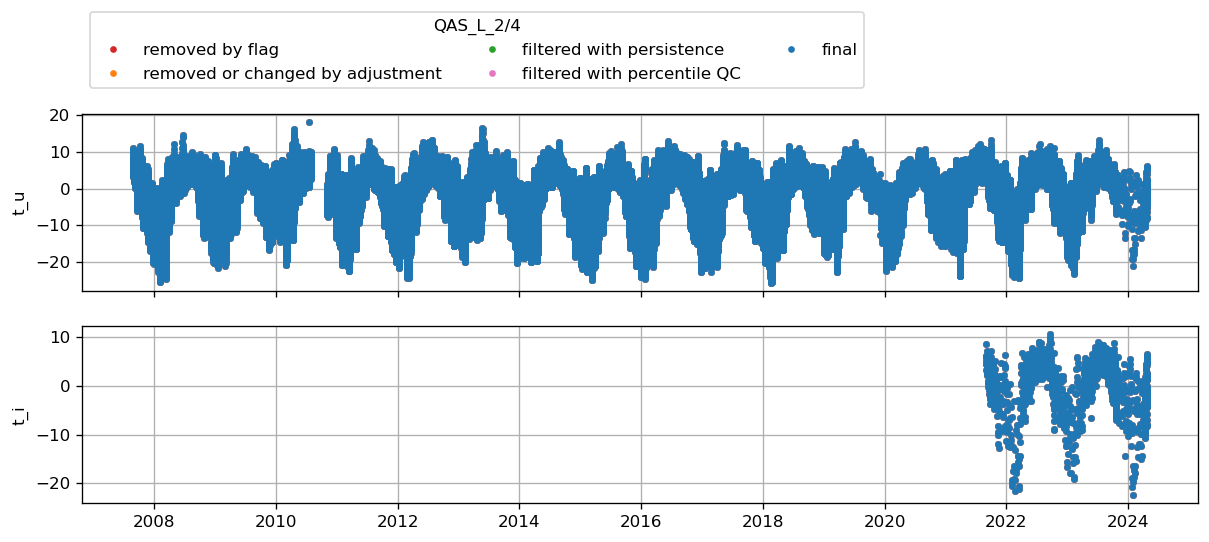 QAS_L_2/4
removed by flag
filtered with persistence
final
removed or changed by adjustment
filtered with percentile QC
20
10
0
−10
−20
t_u
10
0
−10
−20
t_i
2008
2010
2012
2014
2016
2018
2020
2022
2024